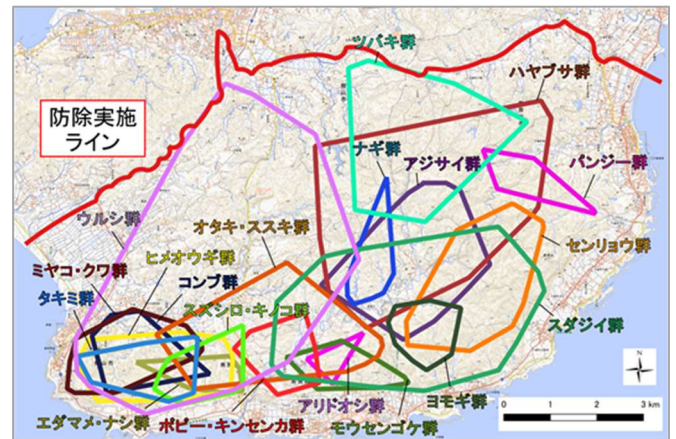 ツバキ群
ハヤブサ群
防除実施
ライン
ナギ群
アジサイ群
パンジー群
ウルシ群
オタキ・ススキ群
センリョウ群
ヒメオウギ群
ミヤコ・クワ群
コンブ群
タキミ群
スズシロ・キノコ群
スダジイ群
N
エダマメ・ナシ群
ポピー・キンセンカ群
アリドオシ群
モウセンゴケ群
ヨモギ群
0 1 2 3 km